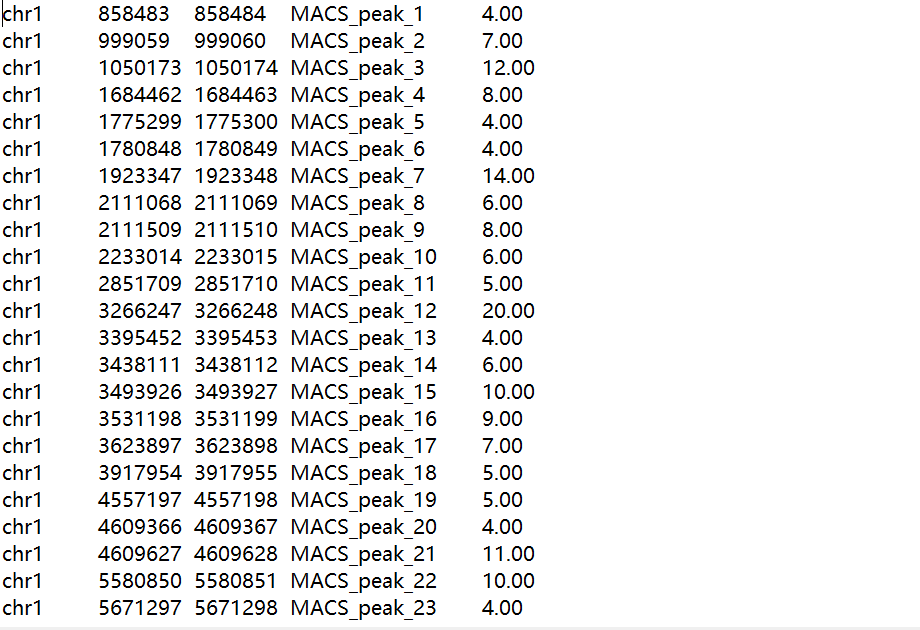 chr1	858483	858484	MACS_peak_1	4.00
chr1	999059	999060	MACS_peak_2	7.00
chr1	1050173	1050174	MACS_peak_3	12.00
chr1	1684462	1684463	MACS_peak_4	8.00
chr1	1775299	1775300	MACS_peak_5	4.00
chr1	1780848	1780849	MACS_peak_6	4.00
chr1	1923347	1923348	MACS_peak_7	14.00
chr1	2111068	2111069	MACS_peak_8	6.00
chr1	2111509	2111510	MACS_peak_9	8.00
chr1	2233014	2233015	MACS_peak_10	6.00
chr1	2851709	2851710	MACS_peak_11	5.00
chr1	3266247	3266248	MACS_peak_12	20.00
chr1	3395452	3395453	MACS_peak_13	4.00
chr1	3438111	3438112	MACS_peak_14	6.00
chr1	3493926	3493927	MACS_peak_15	10.00
chr1	3531198	3531199	MACS_peak_16	9.00
chr1	3623897	3623898	MACS_peak_17	7.00
chr1	3917954	3917955	MACS_peak_18	5.00
chr1	4557197	4557198	MACS_peak_19	5.00
chr1	4609366	4609367	MACS_peak_20	4.00
chr1	4609627	4609628	MACS_peak_21	11.00
chr1	5580850	5580851	MACS_peak_22	10.00
chr1	5671297	5671298	MACS_peak_23	4.00